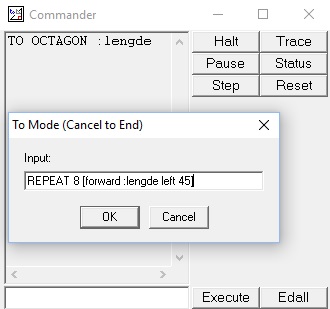 Commander
TO OCTAGON :lengde
Halt
Trace
Pause
Status
Step
Reset
To Mode (Cancel to End)
Input:
REPEAT 8 [forward :lengde left 45]
OK
Cancel
Execute
Edall